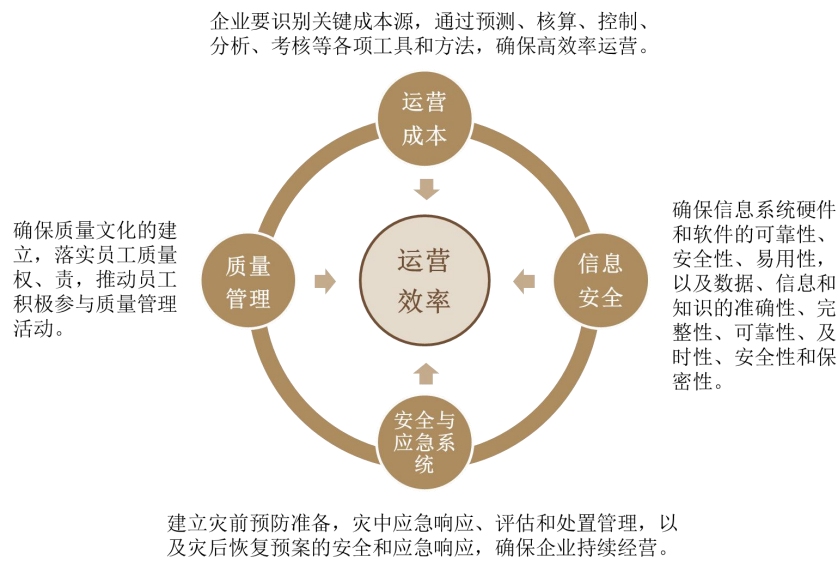 企业要识别关键成本源，通过预测、核算、控制、
分析、考核等各项工具和方法，确保高效率运营。
运营
成本
确保质量文化的建
立，落实员工质量
权、责，推动员工
积极参与质量管理
活动。
质量
管理
运营
效率
信息
安全
确保信息系统硬件
和软件的可靠性、
安全性、易用性，
以及数据、信息和
知识的准确性、完
整性、可靠性、及
时性、安全性和保
密性。
安全与
应急系
统
建立灾前预防准备，灾中应急响应、评估和处置管理，以
及灾后恢复预案的安全和应急响应，确保企业持续经营。